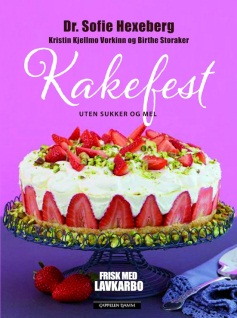 Dr. Sofie Hexeberg
Kristin Kjellmo Vorkinn og Birthe Storaker
Kakefest
UTEN SUKKER OG MEL
FRISK MED
LAVKARBO
CAPPELEN DAMM